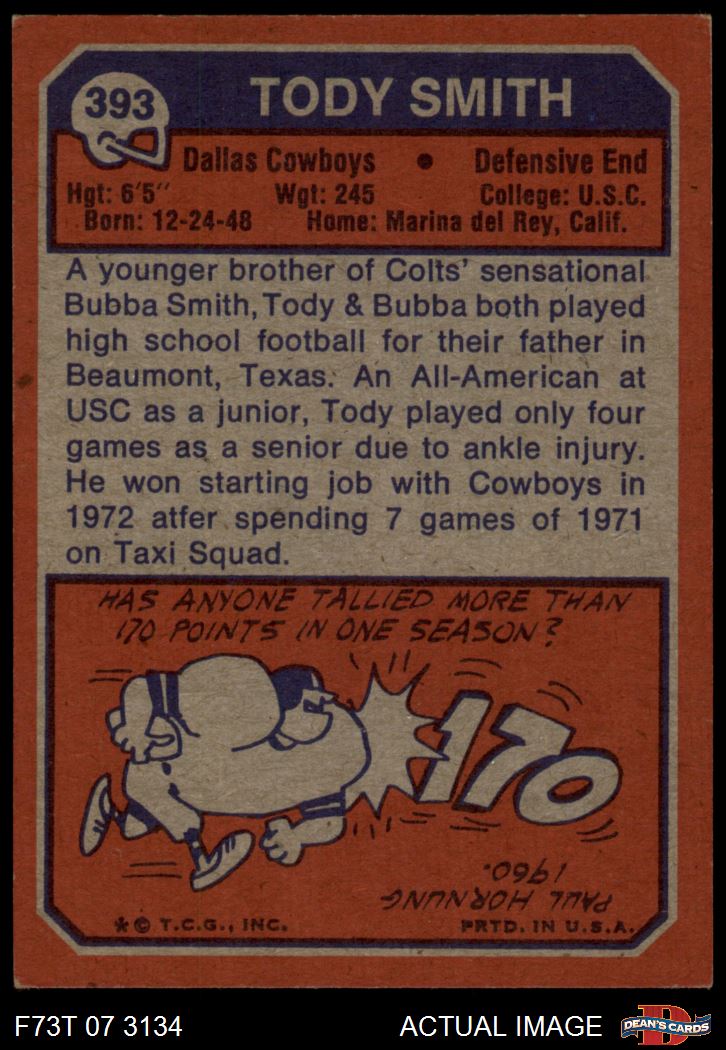 393
TODY SMITH
Dallas Cowboys • Defensive End
Hgt: 6'5" Wgt: 245 College: U.S.C.
Born: 12-24-48 Home: Marina del Rey, Calif.
A younger brother of Colts' sensational
Bubba Smith, Tody & Bubba both played
high school football for their father in
Beaumont, Texas. An All-American at
USC as a junior, Tody played only four
games as a senior due to ankle injury.
He won starting job with Cowboys in
1972 atfer spending 7 games of 1971
on Taxi Squad.
HAS ANYONE TALLIED MORE THAN
170 POINTS IN ONE SEASON?
170
PAUL HORNUNG
1960.
* © T.C.G., INC. PRTD. IN U.S.A.
F73T 07 3134 ACTUAL IMAGE
D
DEAN'S CARDS